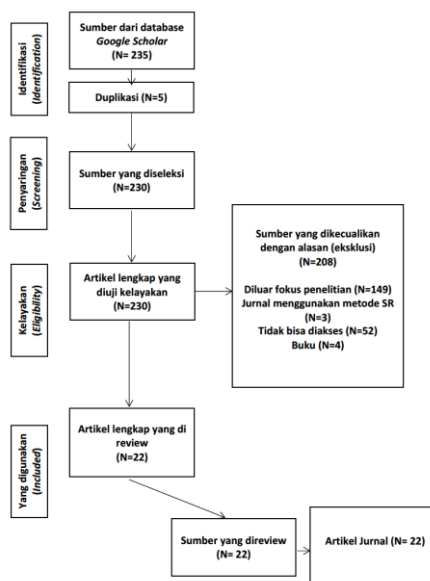 Identifikasi
(Identification)
Sumber dari database
Google Scholar
(N= 235)
Duplikasi (N=5)
Penyaringan
(Screening)
Sumber yang diseleksi
(N=230)
Kelayakan
(Eligibility)
Artikel lengkap yang
diuji kelayakan
(N=230)
Sumber yang dikecualikan
dengan alasan (eksklusi)
(N=208)
Diluar fokus penelitian (N=149)
Jurnal menggunakan metode SR
(N=3)
Tidak bisa diakses (N=52)
Buku (N=4)
Yang digunakan
(Included)
Artikel lengkap yang di
review
(N=22)
Sumber yang direview
(N= 22)
Artikel Jurnal (N= 22)